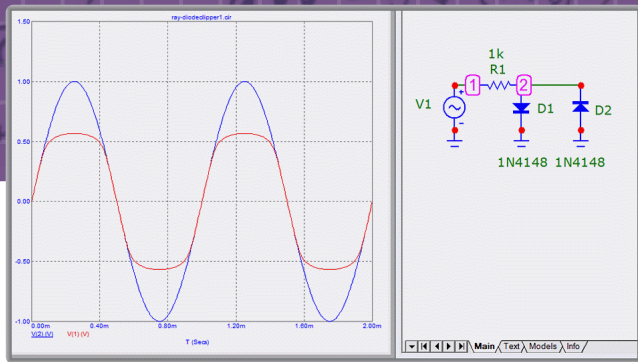 ray-diodeclipper1.cir
1.50
1.00
0.50
0.00
-0.50
-1.00
0.00m 0.40m 0.80m 1.20m 1.60m 2.00m
V(2) (V) V(1) (V)
T (Secs)
1k
R1
1 2
V1
+
-
D1
D2
1N4148 1N4148
Main Text Models Info